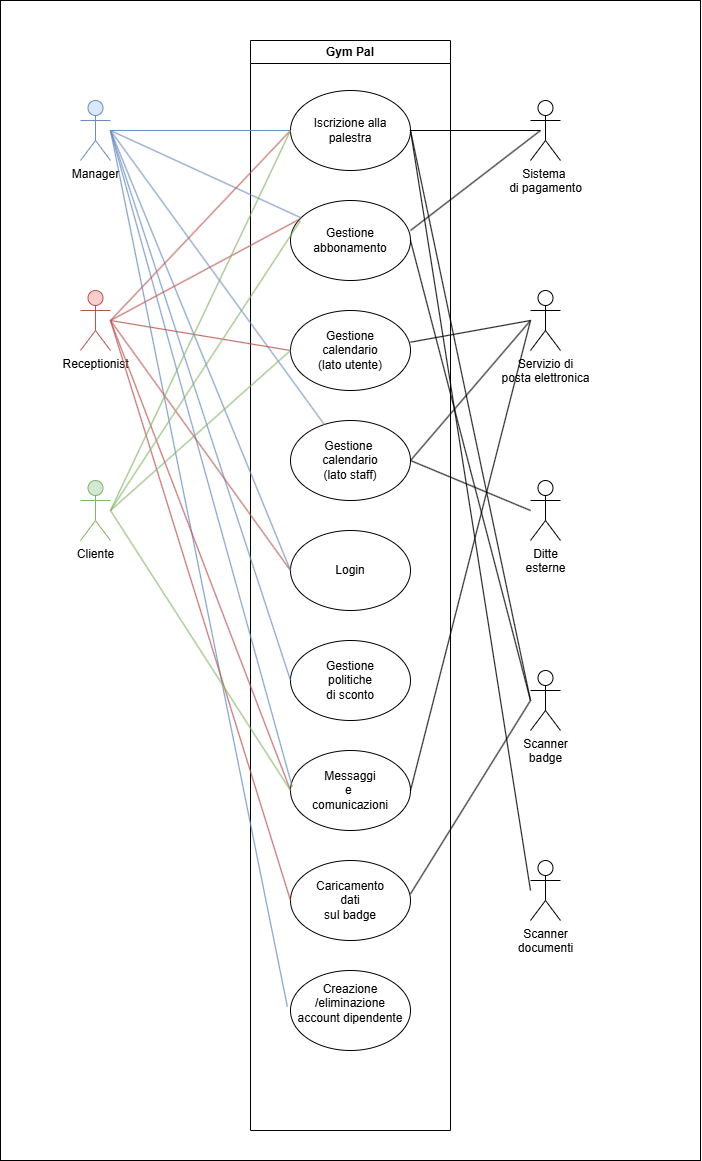 Gym Pal
Manager
Receptionist
Cliente
Iscrizione alla
palestra
Gestione
abbonamento
Gestione
calendario
(lato utente)
Gestione
calendario
(lato staff)
Login
Gestione
politiche
di sconto
Messaggi
e
comunicazioni
Caricamento
dati
sul badge
Creazione
/eliminazione
account dipendente
Sistema
di pagamento
Servizio di
posta elettronica
Ditte
esterne
Scanner
badge
Scanner
documenti